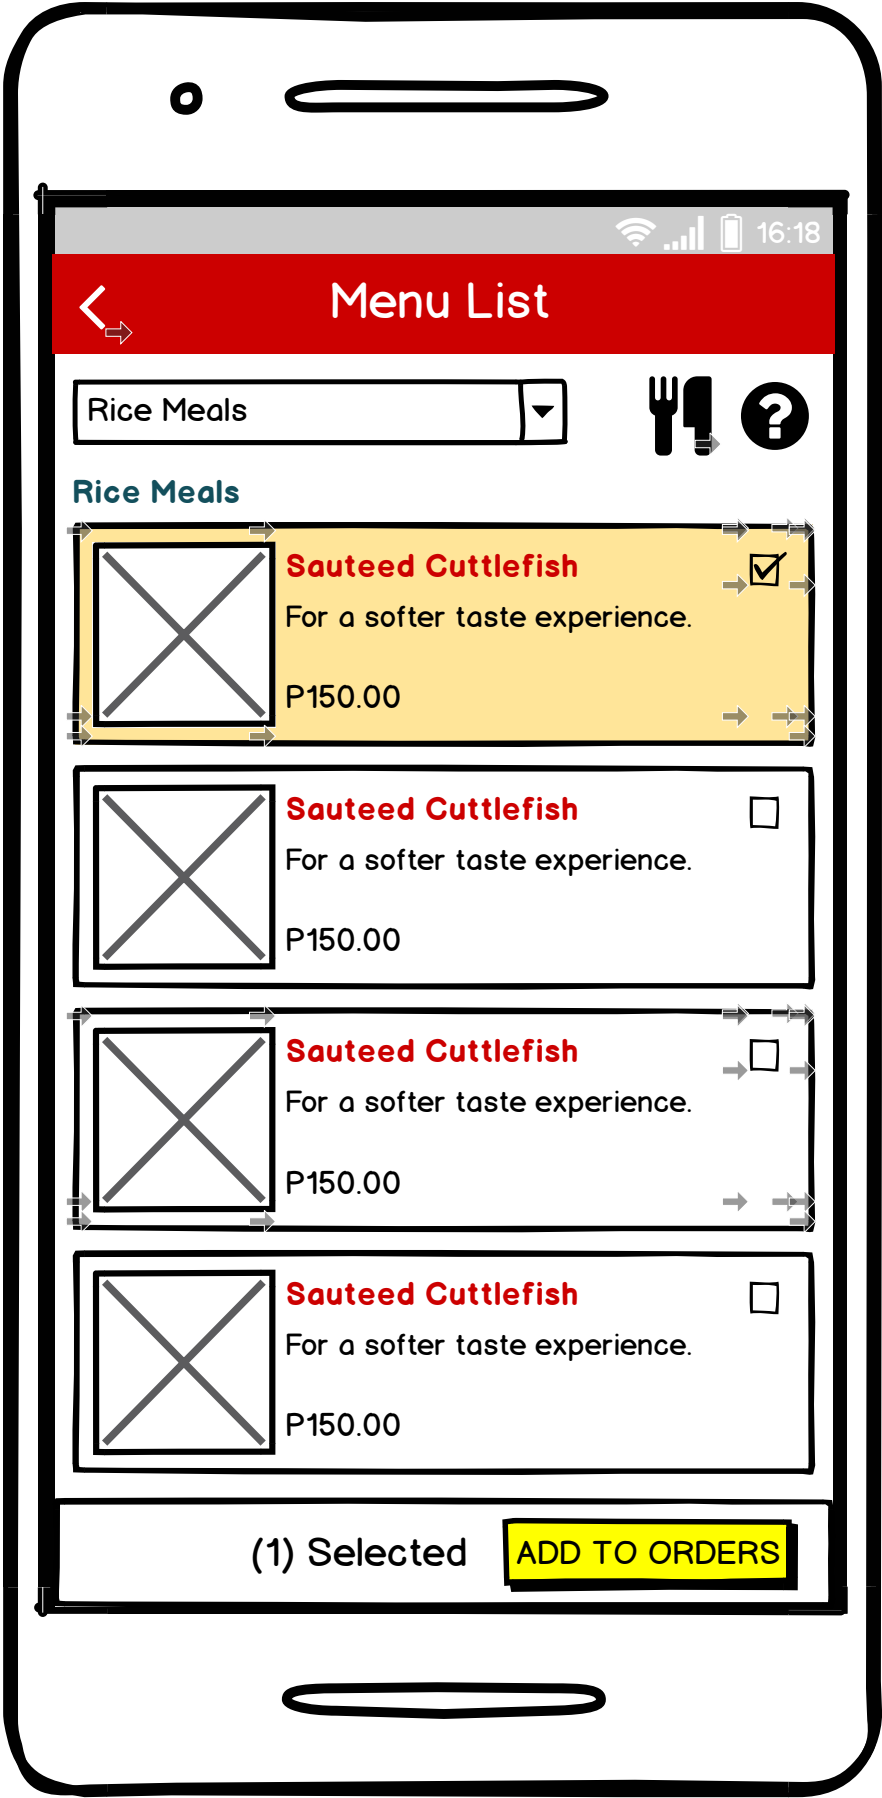 16:18
Menu List
Rice Meals
?
Rice Meals
Sauteed Cuttlefish
For a softer taste experience.
P150.00
Sauteed Cuttlefish
For a softer taste experience.
P150.00
Sauteed Cuttlefish
For a softer taste experience.
P150.00
Sauteed Cuttlefish
For a softer taste experience.
P150.00
(1) Selected ADD TO ORDERS